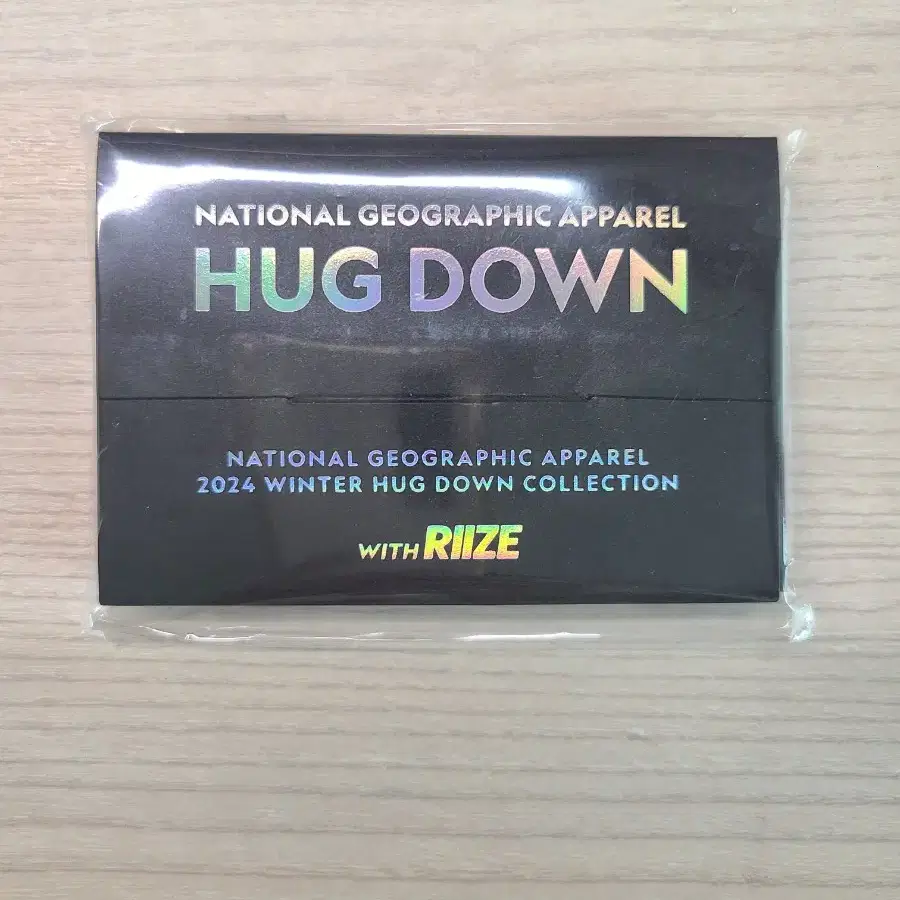 NATIONAL GEOGRAPHIC APPAREL
HUG DOWN
NATIONAL GEOGRAPHIC APPAREL
2024 WINTER HUG DOWN COLLECTION
WITH RIIZE